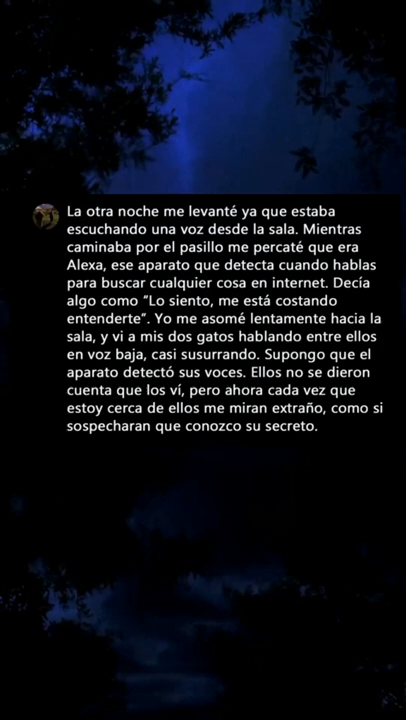 La otra noche me levanté ya que estaba
escuchando una voz desde la sala. Mientras
caminaba por el pasillo me percaté que era
Alexa, ese aparato que detecta cuando hablas
para buscar cualquier cosa en internet. Decía
algo como “Lo siento, me está costando
entenderte”. Yo me asomé lentamente hacia la
sala, y vi a mis dos gatos hablando entre ellos
en voz baja, casi susurrando. Supongo que el
aparato detectó sus voces. Ellos no se dieron
cuenta que los ví, pero ahora cada vez que
estoy cerca de ellos me miran extraño, como si
sospecharan que conozco su secreto.